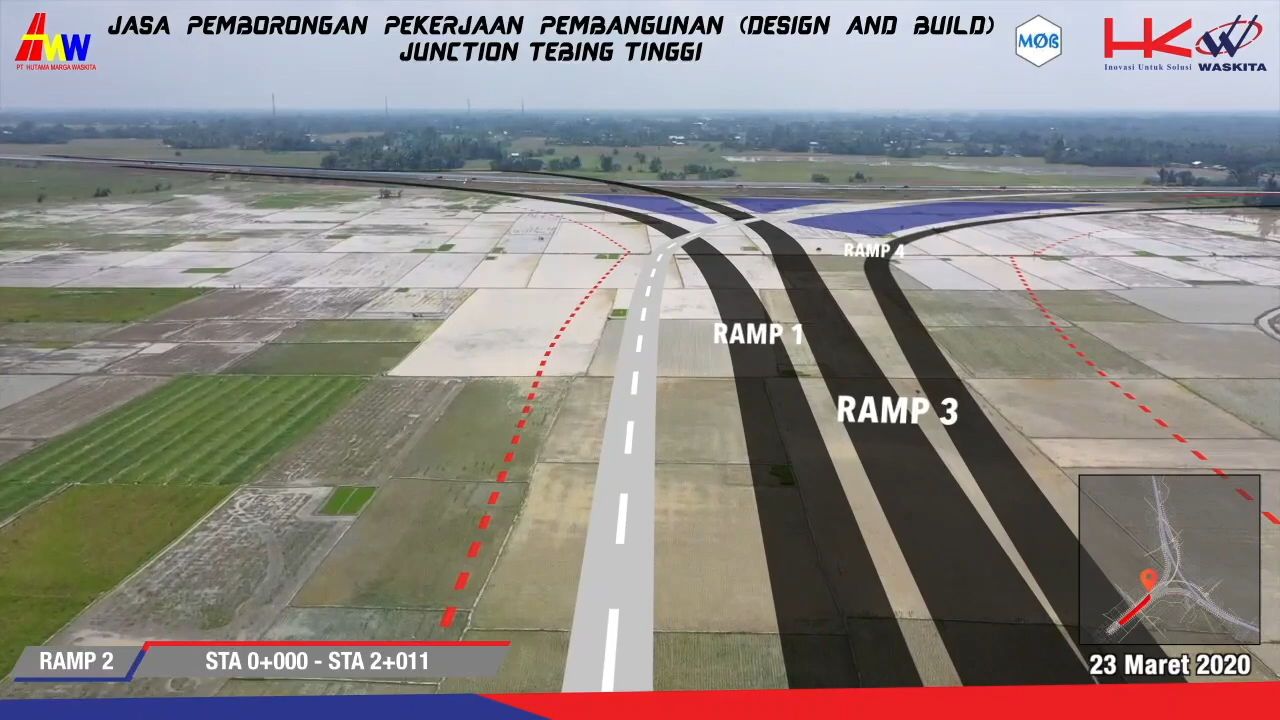 JASA PEMBORONGAN PEKERJAAN PEMBANGUNAN (DESIGN AND BUILD)
JUNCTION TEBING TINGGI
HMW
PT HUTAMA MARGA WASKITA
MØß
HK
Inovasi Untuk Solusi
WASKITA
RAMP 4
RAMP 1
RAMP 3
RAMP 2
STA 0+000 - STA 2+011
23 Maret 2020